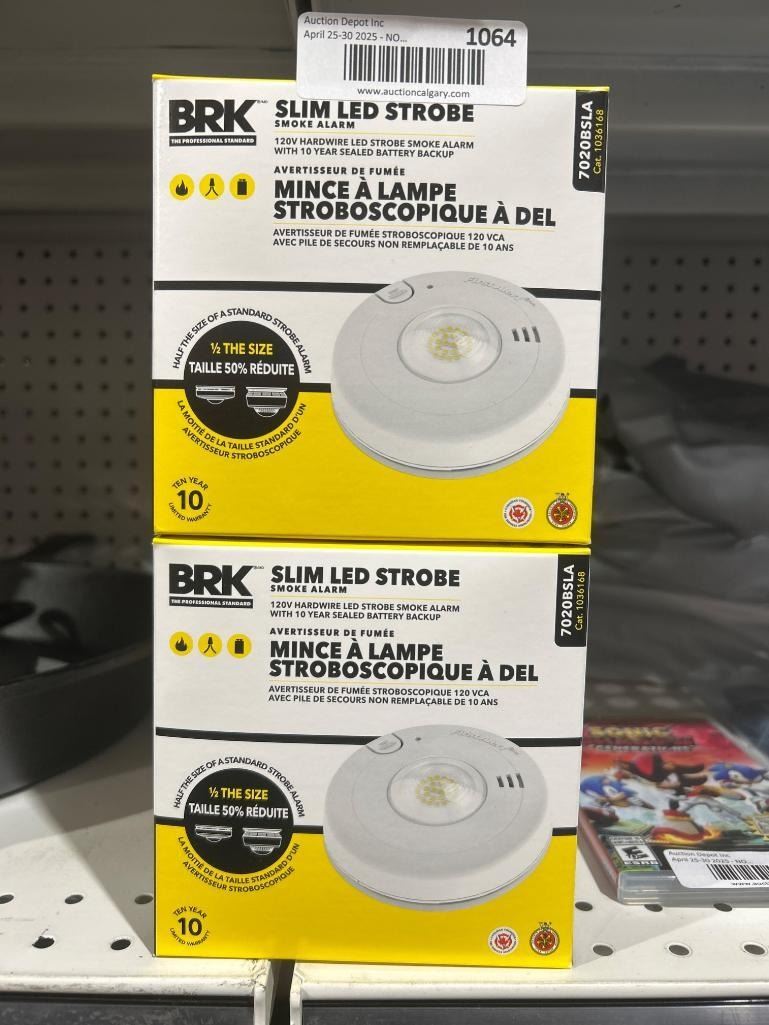 Auction Depot Inc
April 25-30 2025 - NO...
1064
www.auctioncalgary.com
BRK
THE PROFESSIONAL STANDARD
SLIM LED STROBE
SMOKE ALARM
120V HARDWIRE LED STROBE SMOKE ALARM
WITH 10 YEAR SEALED BATTERY BACKUP
AVERTISSEUR DE FUMÉE
MINCE À LAMPE
STROBOSCOPIQUE À DEL
AVERTISSEUR DE FUMÉE STROBOSCOPIQUE 120 VCA
AVEC PILE DE SECOURS NON REMPLAÇABLE DE 10 ANS
7020BSLA
Cat. 1036168
HALF THE SIZE OF A STANDARD STROBE ALARM
½ THE SIZE
TAILLE 50% RÉDUITE
LA MOITIÉ DE LA TAILLE STANDARD D'UN
AVERTISSEUR STROBOSCOPIQUE
TEN YEAR
10
LIMITED WARRANTY
BRK
THE PROFESSIONAL STANDARD
SLIM LED STROBE
SMOKE ALARM
120V HARDWIRE LED STROBE SMOKE ALARM
WITH 10 YEAR SEALED BATTERY BACKUP
AVERTISSEUR DE FUMÉE
MINCE À LAMPE
STROBOSCOPIQUE À DEL
AVERTISSEUR DE FUMÉE STROBOSCOPIQUE 120 VCA
AVEC PILE DE SECOURS NON REMPLAÇABLE DE 10 ANS
7020BSLA
Cat. 1036168
HALF THE SIZE OF A STANDARD STROBE ALARM
½ THE SIZE
TAILLE 50% RÉDUITE
LA MOITIÉ DE LA TAILLE STANDARD D'UN
AVERTISSEUR STROBOSCOPIQUE
TEN YEAR
10
LIMITED WARRANTY
SONIC
GENERATIONS
E
Auction Depot Inc
April 25-30 2025 - NO...